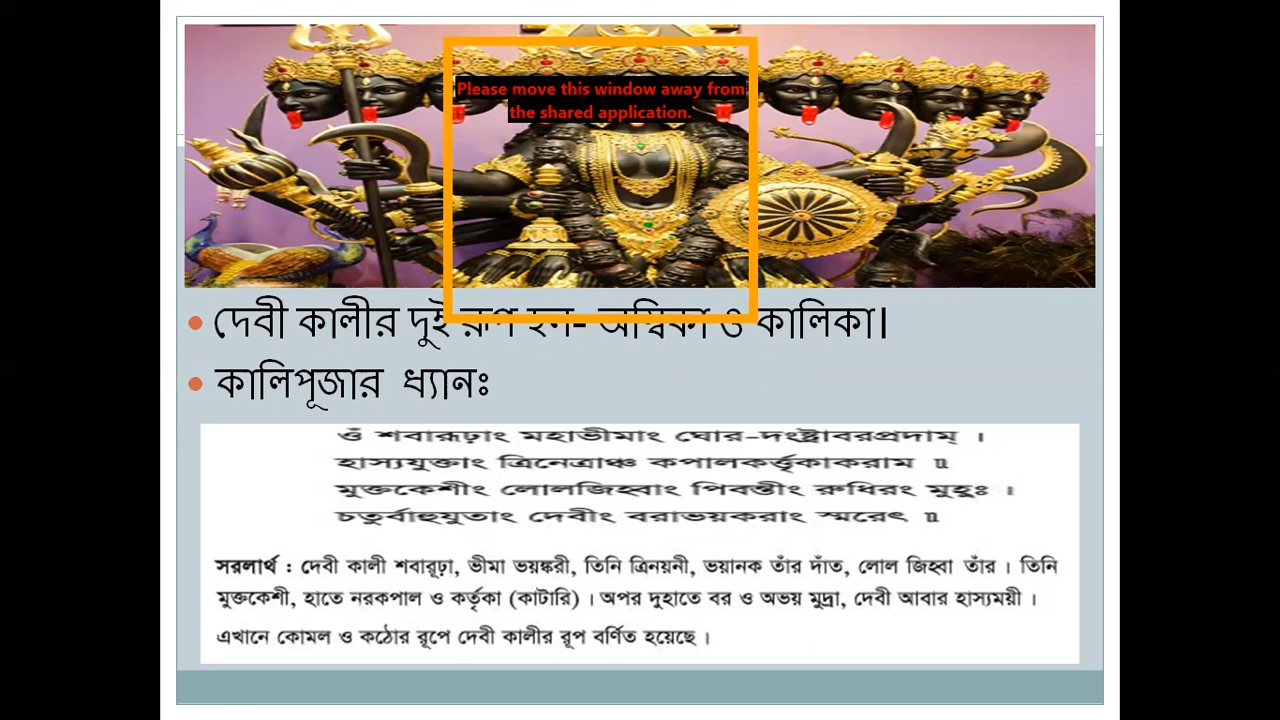 Please move this window away from
the shared application.
দেবী কালীর দুই রূপ হন- অম্বিকা ও কালিকা।
কালিপূজার ধ্যানঃ
ওঁ শবারূঢ়াং মহাভীমাং ঘোর-দংষ্ট্রাবরপ্রদাম্ ।
হাস্যযুক্তাং ত্রিনেত্রাঞ্চ কপালকর্ত্তৃকাকরাম ॥
মুক্তকেশীং লোলজিহ্বাং পিবন্তীং রুধিরং মুহুঃ ।
চতুর্বাহুযুতাং দেবীং বরাভয়করাং স্মরেৎ ॥
সরলার্থ : দেবী কালী শবারূঢ়া, ভীমা ভয়ঙ্করী, তিনি ত্রিনয়নী, ভয়ানক তাঁর দাঁত, লোল জিহ্বা তাঁর । তিনি
মুক্তকেশী, হাতে নরকপাল ও কর্তৃকা (কাটারি) । অপর দুহাতে বর ও অভয় মুদ্রা, দেবী আবার হাস্যময়ী ।
এখানে কোমল ও কঠোর রূপে দেবী কালীর রূপ বর্ণিত হয়েছে ।